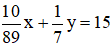 10/89 x + 1/7 y = 15